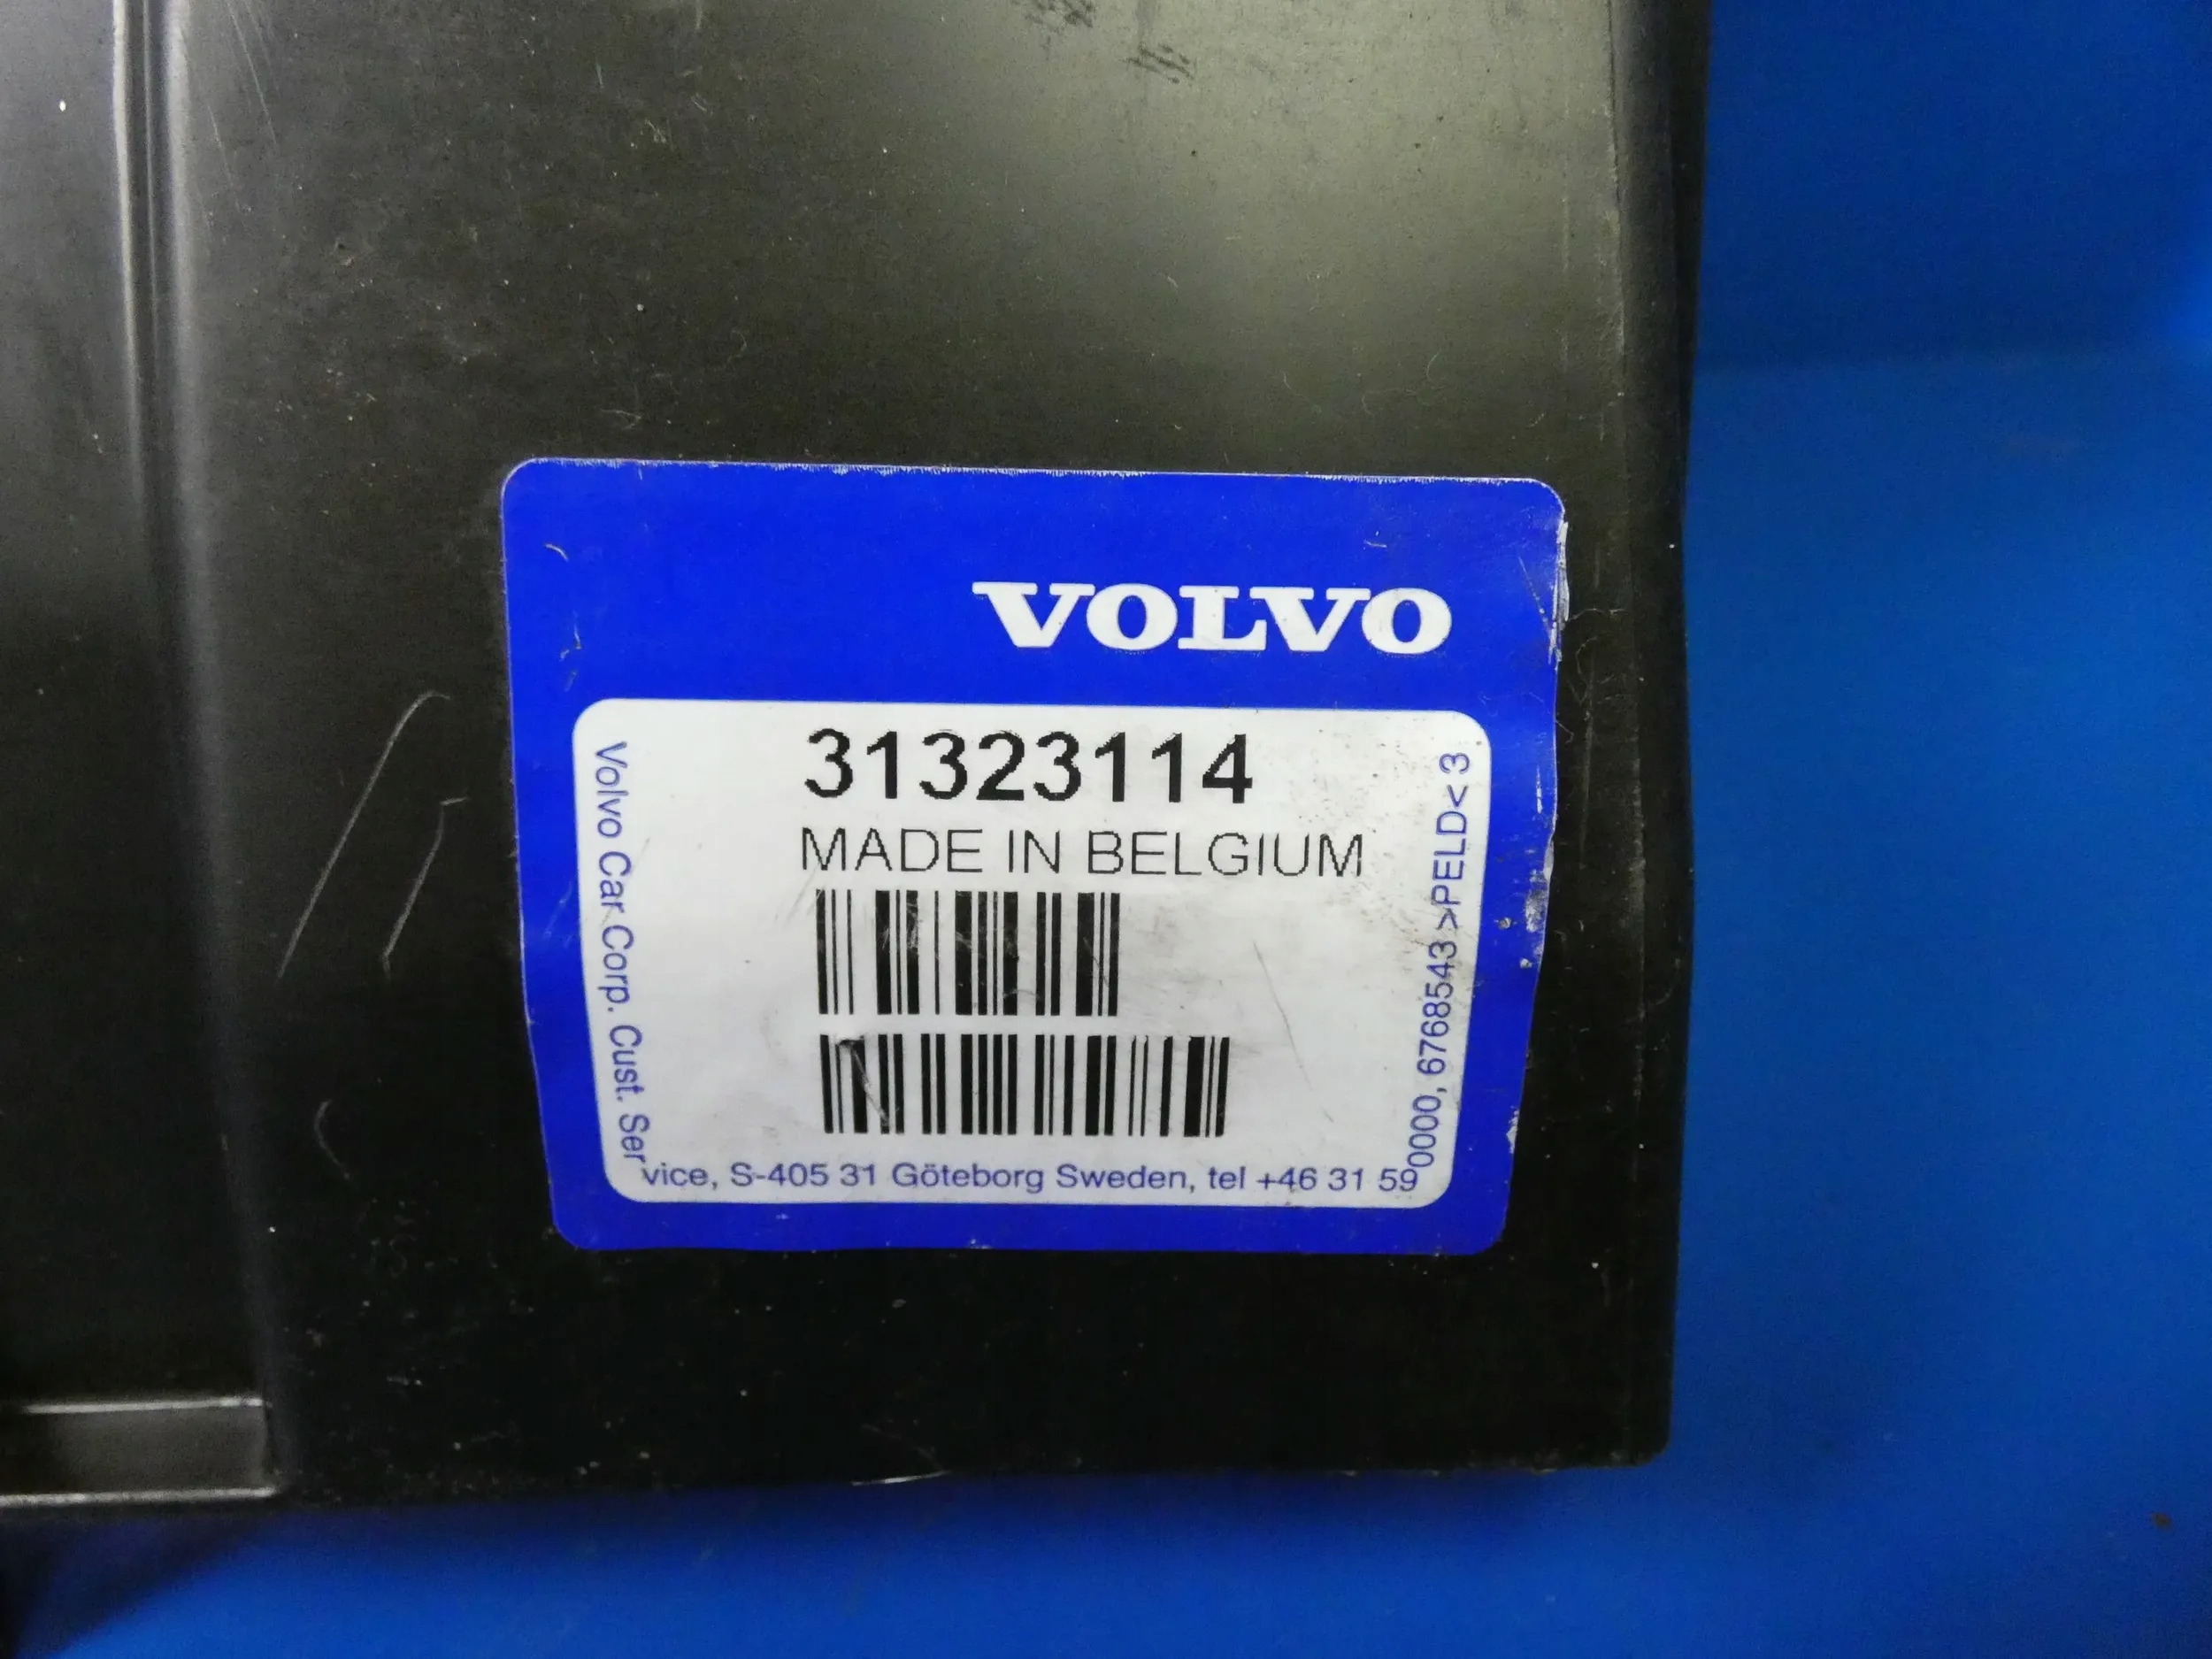 VOLVO
31323114
MADE IN BELGIUM
Volvo Car Corp. Cust. Service, S-405 31 Göteborg Sweden, tel +46 31 590000, 6768543 >PELD< 3